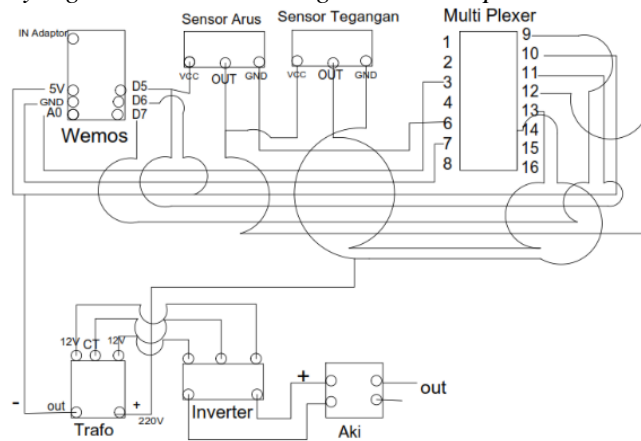 Sensor Arus
Sensor Tegangan
Multi Plexer
IN Adaptor
5V
GND
A0
D5
D6
D7
Wemos
VCC
OUT
GND
VCC
OUT
GND
1
2
3
4
6
7
8
9
10
11
12
13
14
15
16
12V
CT
12V
-
out
+
220V
Trafo
Inverter
+
Aki
out